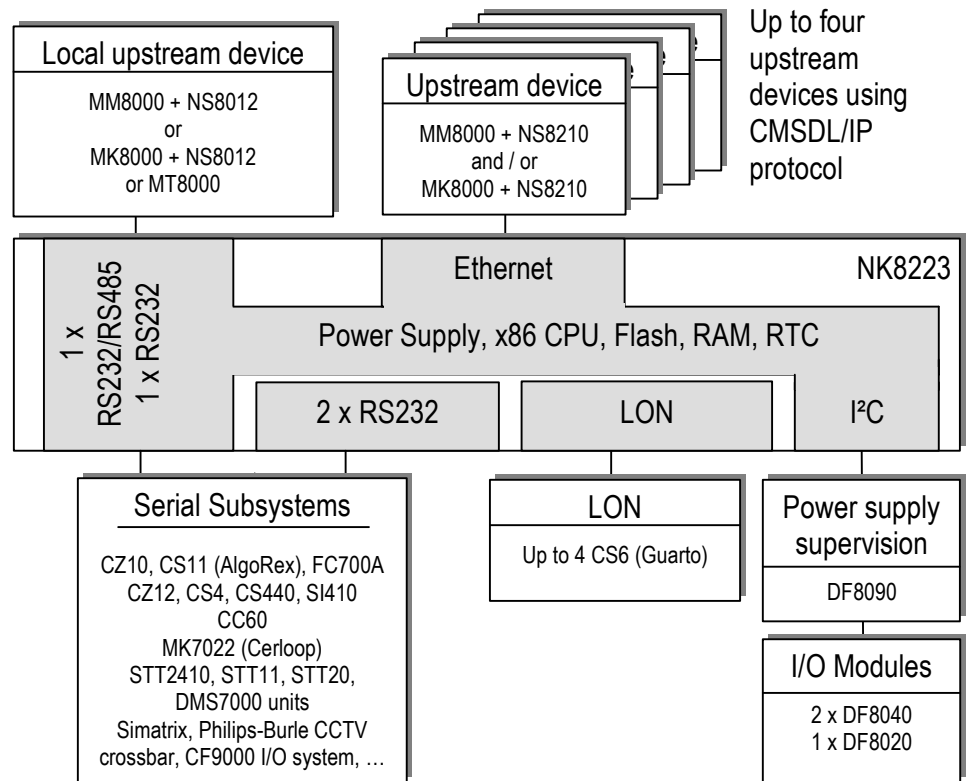 Local upstream device
MM8000 + NS8012
or
MK8000 + NS8012
or MT8000
Upstream device
MM8000 + NS8210
and / or
MK8000 + NS8210
Up to four
upstream
devices using
CMSDL/IP
protocol
NK8223
Ethernet
1 x
RS232/RS485
1 x RS232
Power Supply, x86 CPU, Flash, RAM, RTC
2 x RS232
LON
I²C
Serial Subsystems
CZ10, CS11 (AlgoRex), FC700A
CZ12, CS4, CS440, SI410
CC60
MK7022 (Cerloop)
STT2410, STT11, STT20,
DMS7000 units
Simatrix, Philips-Burle CCTV
crossbar, CF9000 I/O system, …
LON
Up to 4 CS6 (Guarto)
Power supply
supervision
DF8090
I/O Modules
2 x DF8040
1 x DF8020